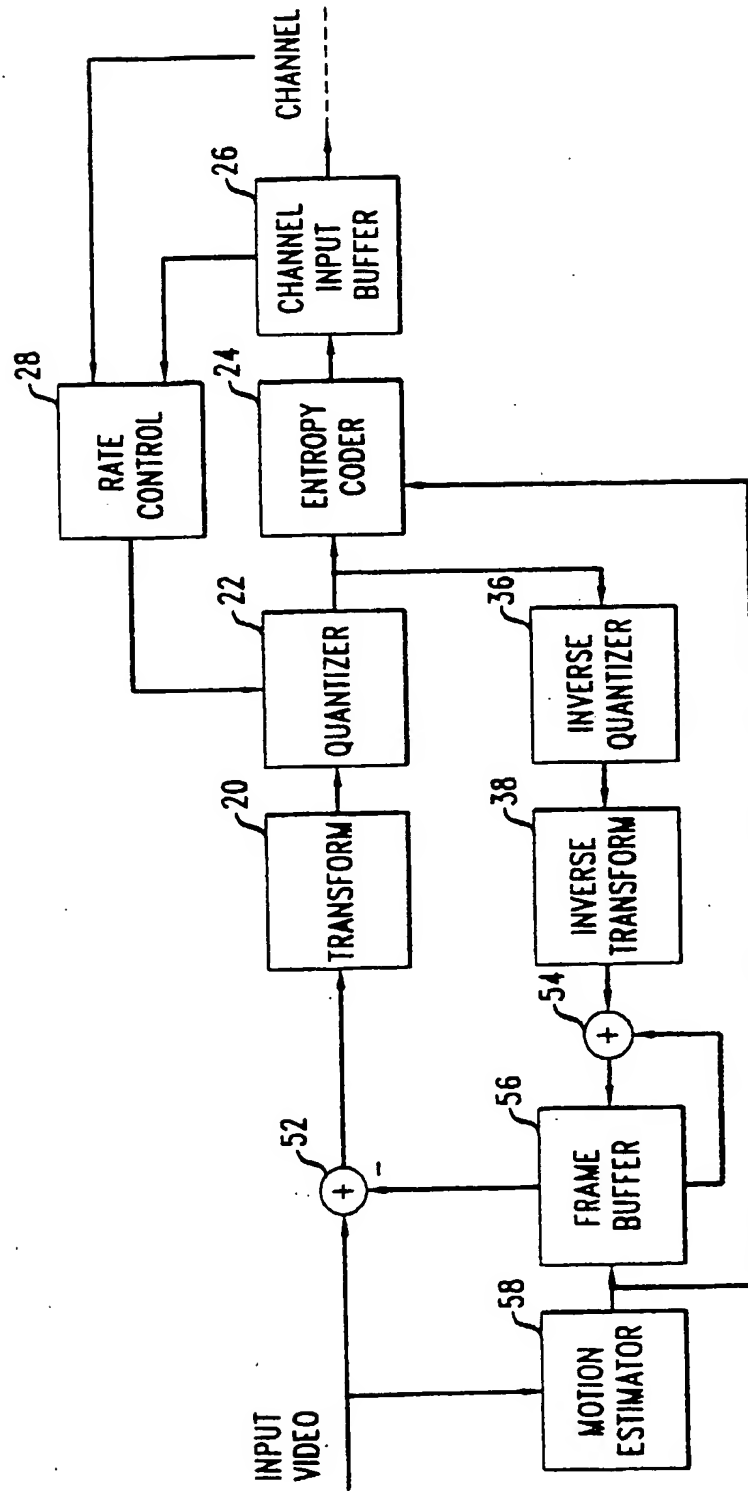 INPUT
VIDEO
52
+
-
20
TRANSFORM
22
QUANTIZER
24
ENTROPY
CODER
26
CHANNEL
INPUT
BUFFER
CHANNEL
28
RATE
CONTROL
58
MOTION
ESTIMATOR
56
FRAME
BUFFER
54
+
38
INVERSE
TRANSFORM
36
INVERSE
QUANTIZER